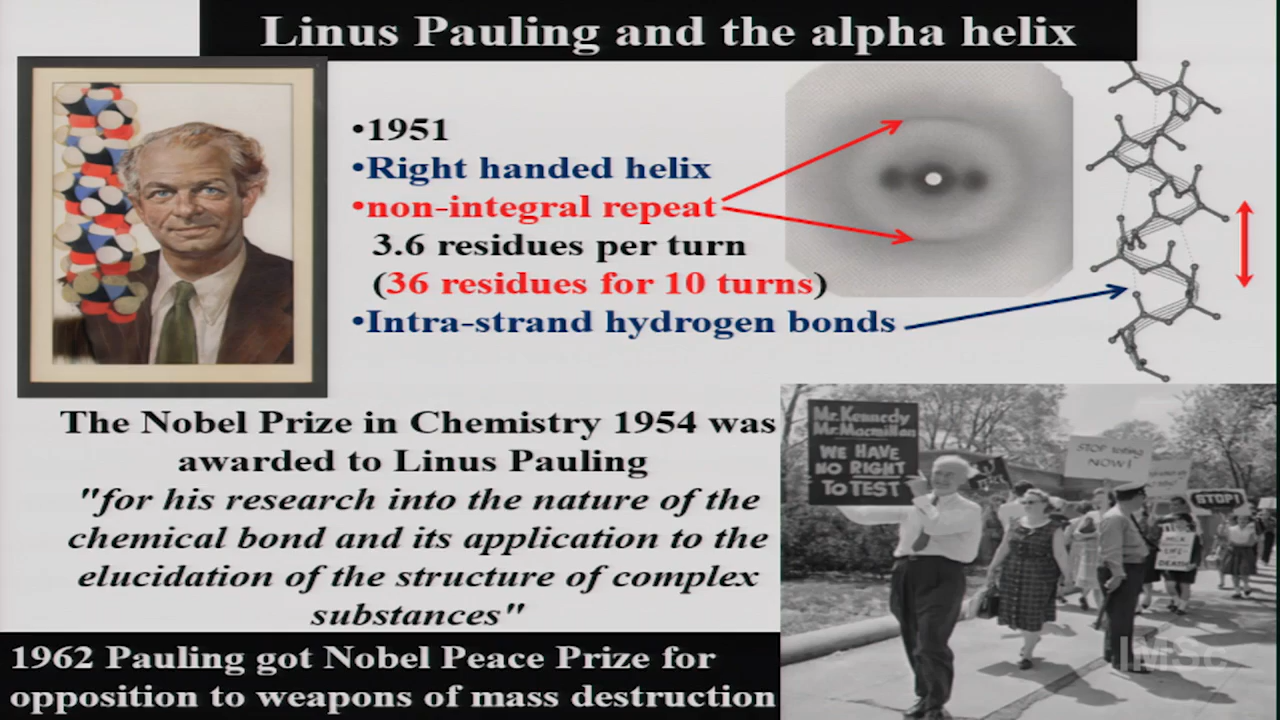 Linus Pauling and the alpha helix
•1951
•Right handed helix
•non-integral repeat
3.6 residues per turn
(36 residues for 10 turns)
•Intra-strand hydrogen bonds
The Nobel Prize in Chemistry 1954 was
awarded to Linus Pauling
"for his research into the nature of the
chemical bond and its application to the
elucidation of the structure of complex
substances"
1962 Pauling got Nobel Peace Prize for
opposition to weapons of mass destruction
Mr. Kennedy
Mr. Macmillan
WE HAVE
NO RIGHT
TO TEST
STOP testing
NOW!
STOP!
LIFE-
DEATH
IMSc